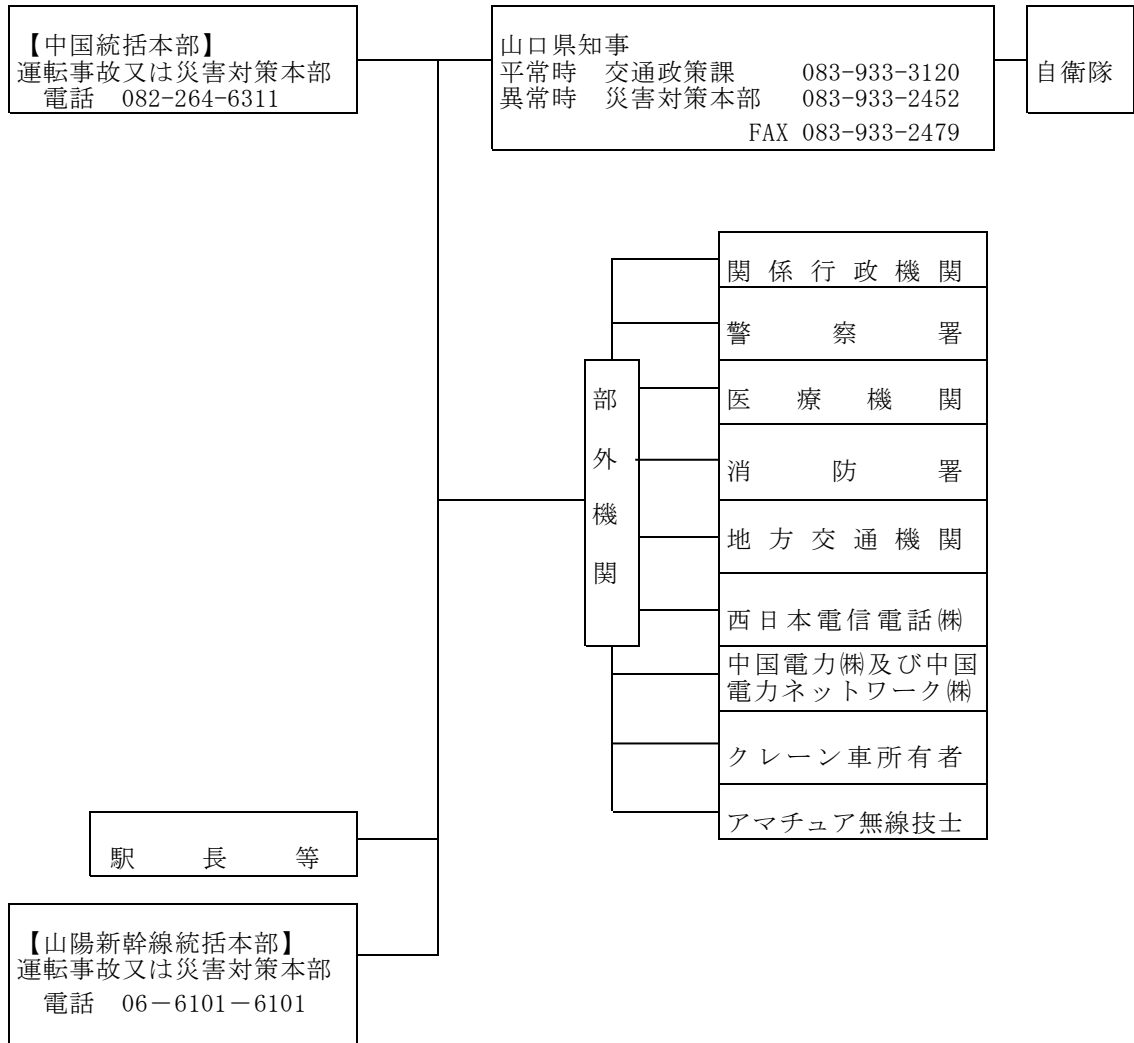 【中国統括本部】
運転事故又は災害対策本部
電話 082-264-6311
山口県知事
平常時 交通政策課 083-933-3120
異常時 災害対策本部 083-933-2452
FAX 083-933-2479
自衛隊
部外機関
関係行政機関
警察署
医療機関
消防署
地方交通機関
西日本電信電話㈱
中国電力㈱及び中国
電力ネットワーク㈱
クレーン車所有者
アマチュア無線技士
駅長等
【山陽新幹線統括本部】
運転事故又は災害対策本部
電話 06－6101－6101